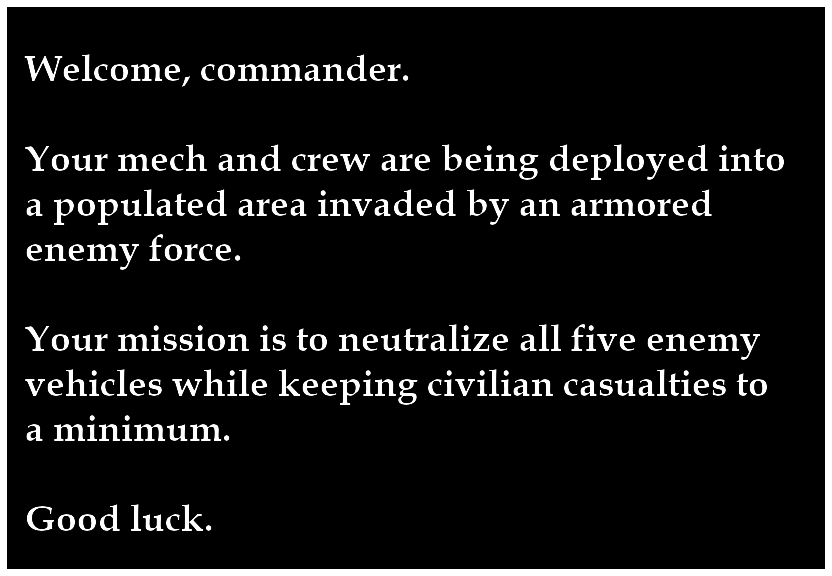 Welcome, commander.
Your mech and crew are being deployed into
a populated area invaded by an armored
enemy force.
Your mission is to neutralize all five enemy
vehicles while keeping civilian casualties to
a minimum.
Good luck.